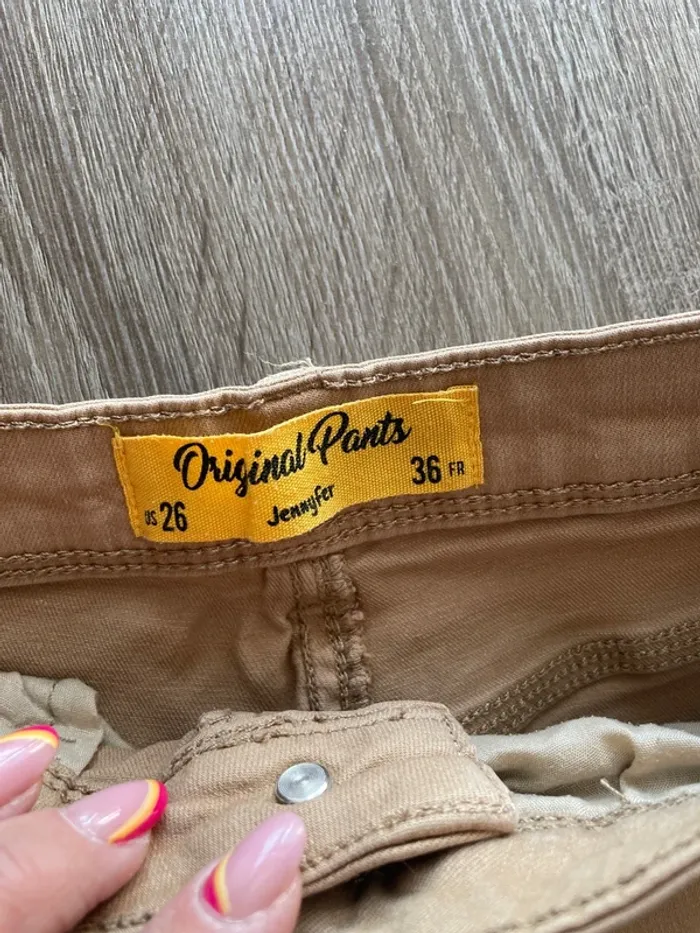 Original Pants
US 26
Jennyfer
36 FR